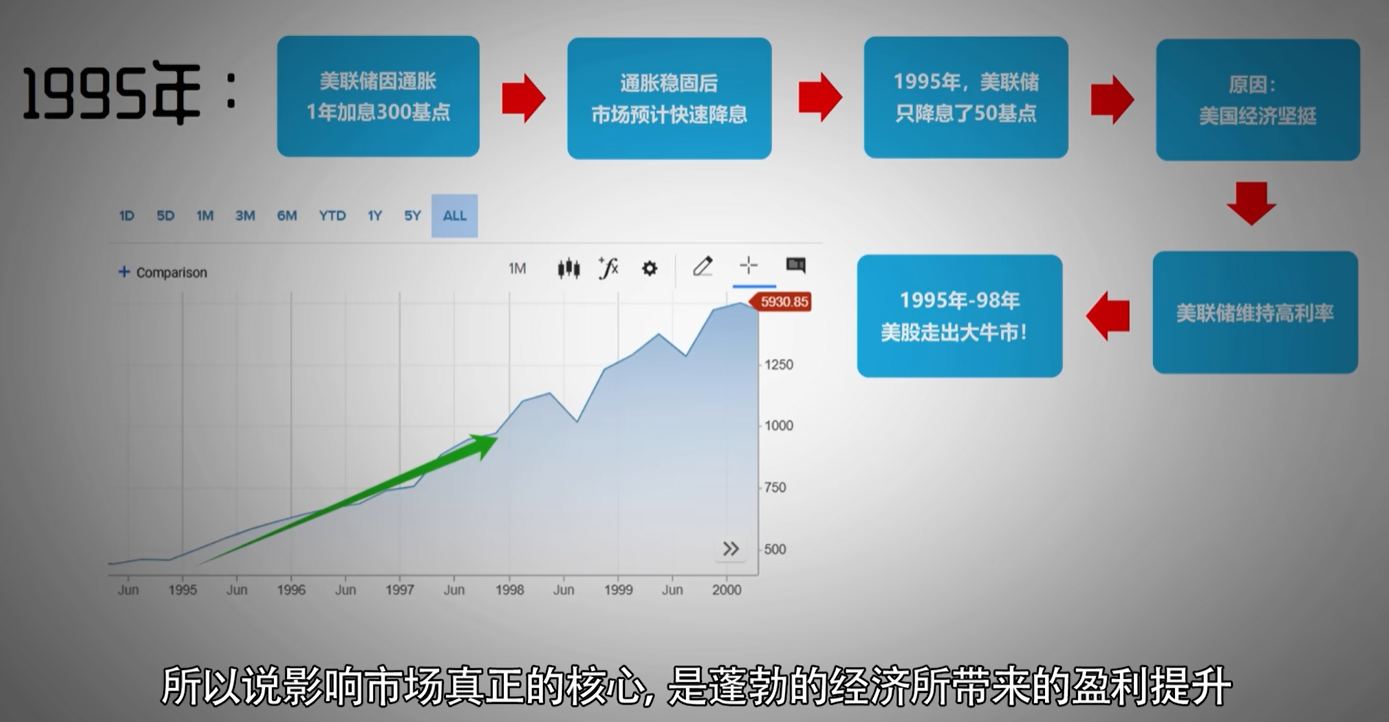 1995年：
美联储因通胀
1年加息300基点
通胀稳固后
市场预计快速降息
1995年，美联储
只降息了50基点
原因：
美国经济坚挺
美联储维持高利率
1995年-98年
美股走出大牛市！
1D 5D 1M 3M 6M YTD 1Y 5Y ALL
+ Comparison
1M
5930.85
1250
1000
750
500
Jun 1995 Jun 1996 Jun 1997 Jun 1998 Jun 1999 Jun 2000
所以说影响市场真正的核心，是蓬勃的经济所带来的盈利提升